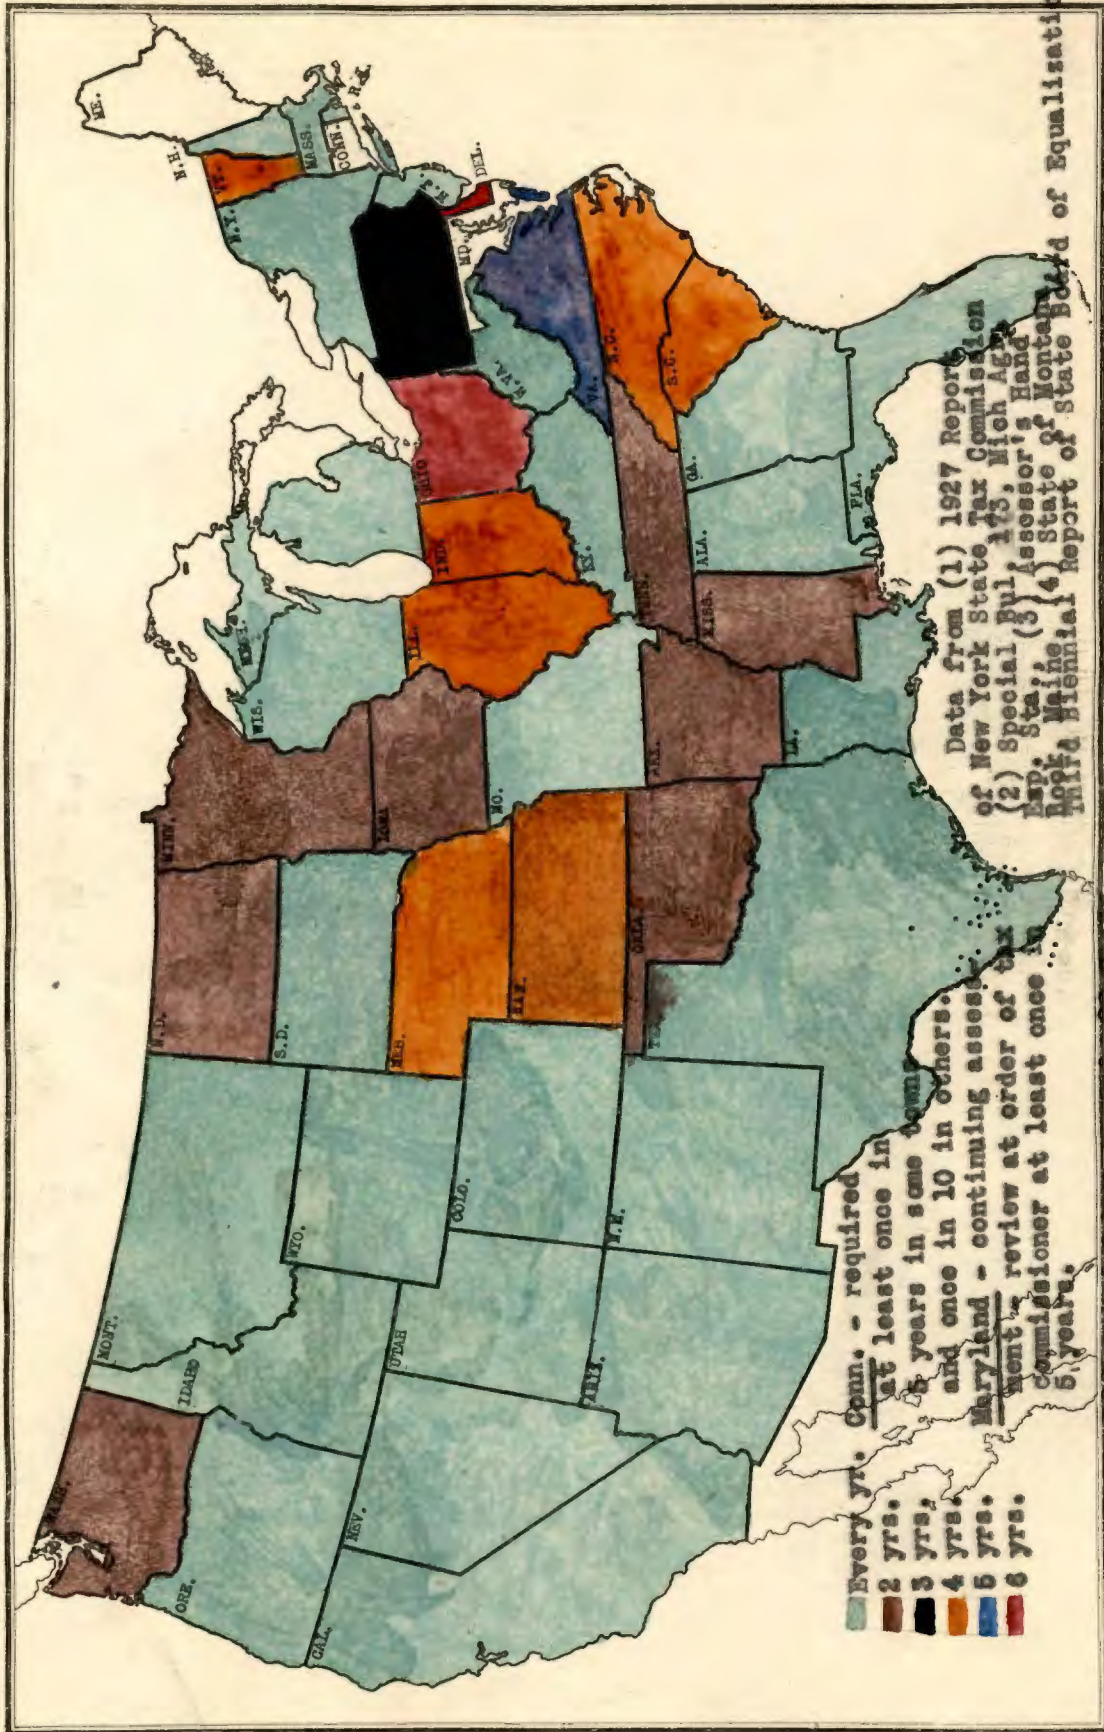 WASH.
ORE.
CAL.
NEV.
IDAHO
MONT.
WYO.
UTAH
COLO.
ARIZ.
N.M.
N.D.
S.D.
NEB.
KAN.
OKLA.
TEX.
MINN.
IOWA
MO.
ARK.
LA.
WIS.
MICH.
ILL.
IND.
OHIO
KY.
TENN.
MISS.
ALA.
GA.
FLA.
S.C.
N.C.
VA.
W.VA.
MD.
DEL.
N.J.
N.Y.
CONN.
R.I.
MASS.
VT.
N.H.
ME.
Every yr.
2 yrs.
3 yrs,
4 yrs.
5 yrs.
6 yrs.
Conn. - required
at least once in
5 years in some towns
and once in 10 in others.
Maryland - continuing assess-
ment - review at order of tax
commissioner at least once in
5 years.
Data from (1) 1927 Report
of New York State Tax Commission
(2) Special Bul. 173, Mich Agr.
Exp. Sta., (3) Assessor's Hand
Book Maine (4) State of Montana
Third Biennial Report of State Board of Equalizatio